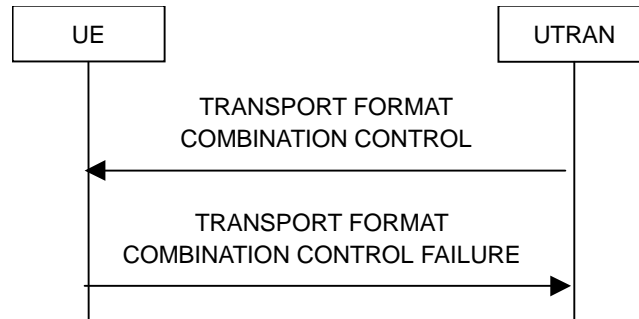 UE
UTRAN
TRANSPORT FORMAT
COMBINATION CONTROL
TRANSPORT FORMAT
COMBINATION CONTROL FAILURE